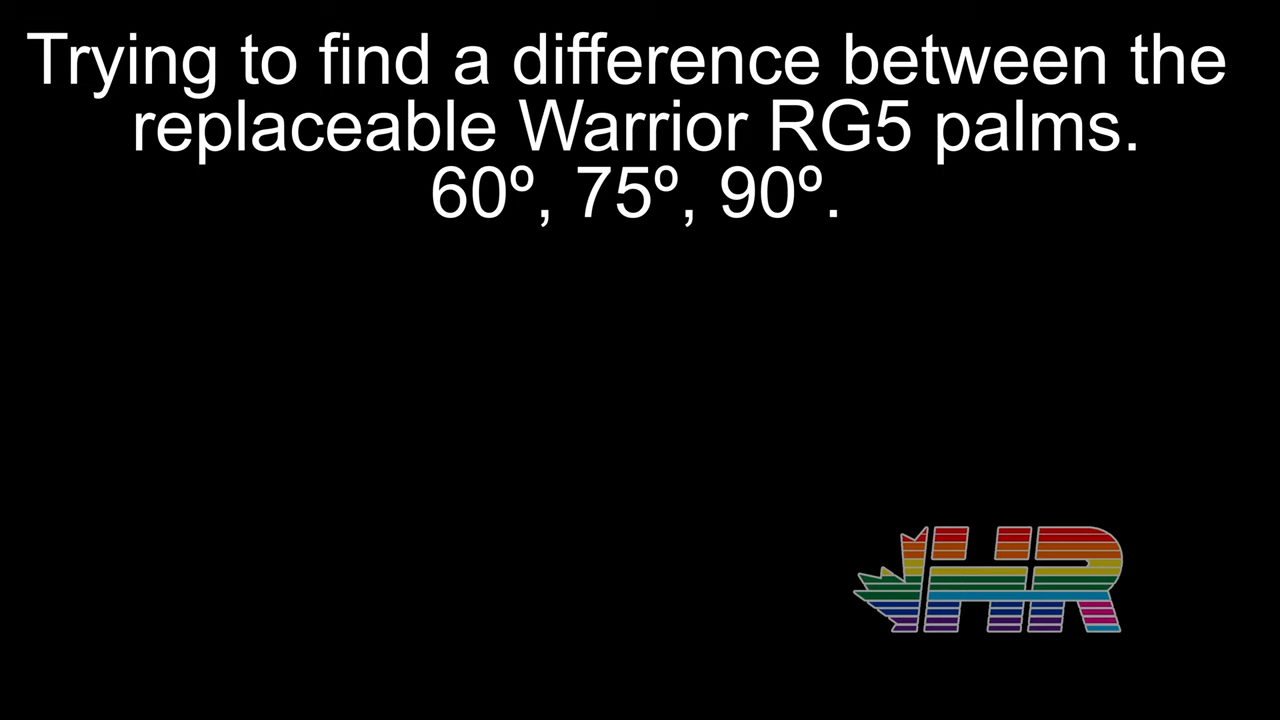 Trying to find a difference between the
replaceable Warrior RG5 palms.
60º, 75º, 90º.
HR